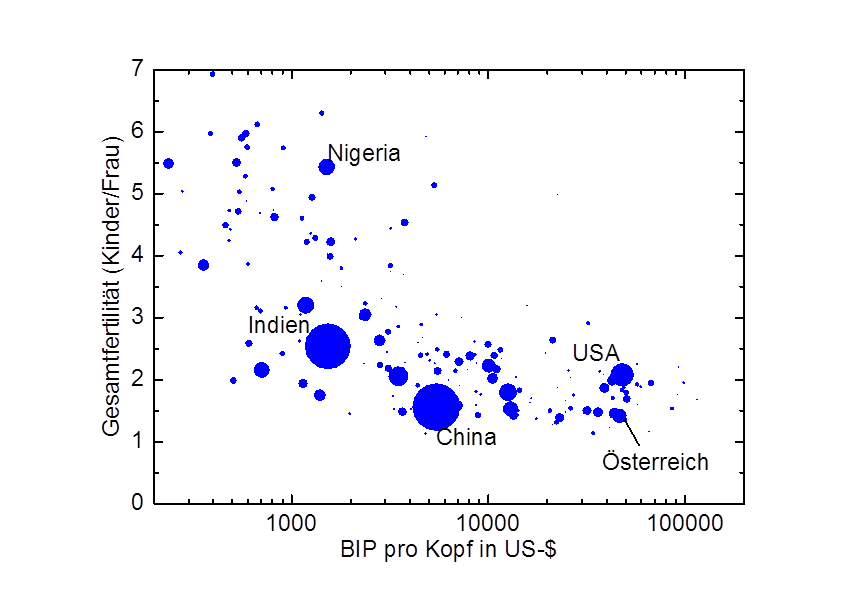 7
6
5
4
3
2
1
0
Gesamtfertilität (Kinder/Frau)
Nigeria
Indien
USA
China
Österreich
1000
10000
100000
BIP pro Kopf in US-$